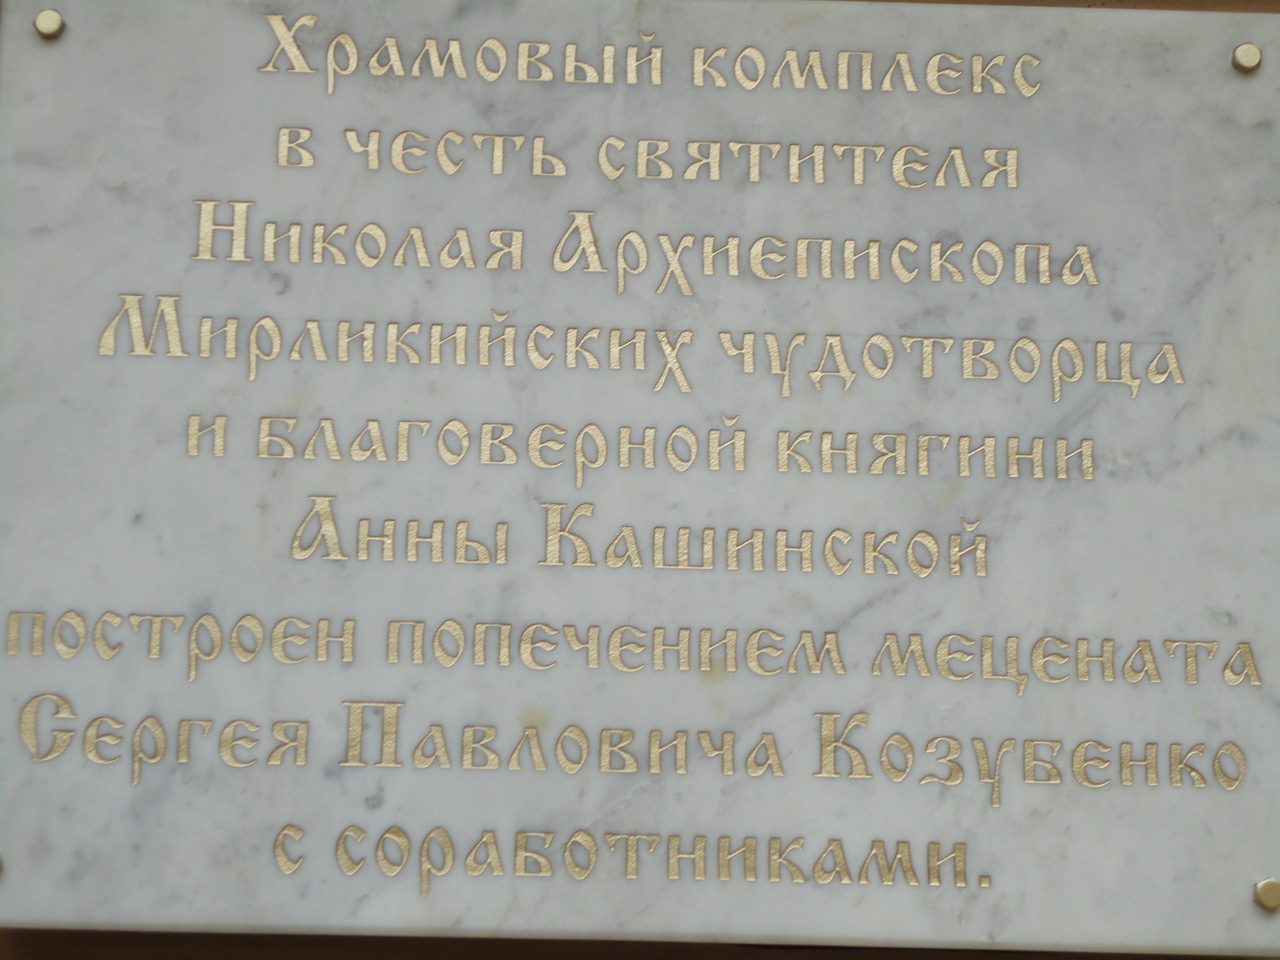 Храмовый комплекс
в честь святителя
Николая Архиепископа
Мирликийских чудотворца
и благоверной княгини
Анны Кашинской
построен попечением мецената
Сергея Павловича Козубенко
с соработниками.